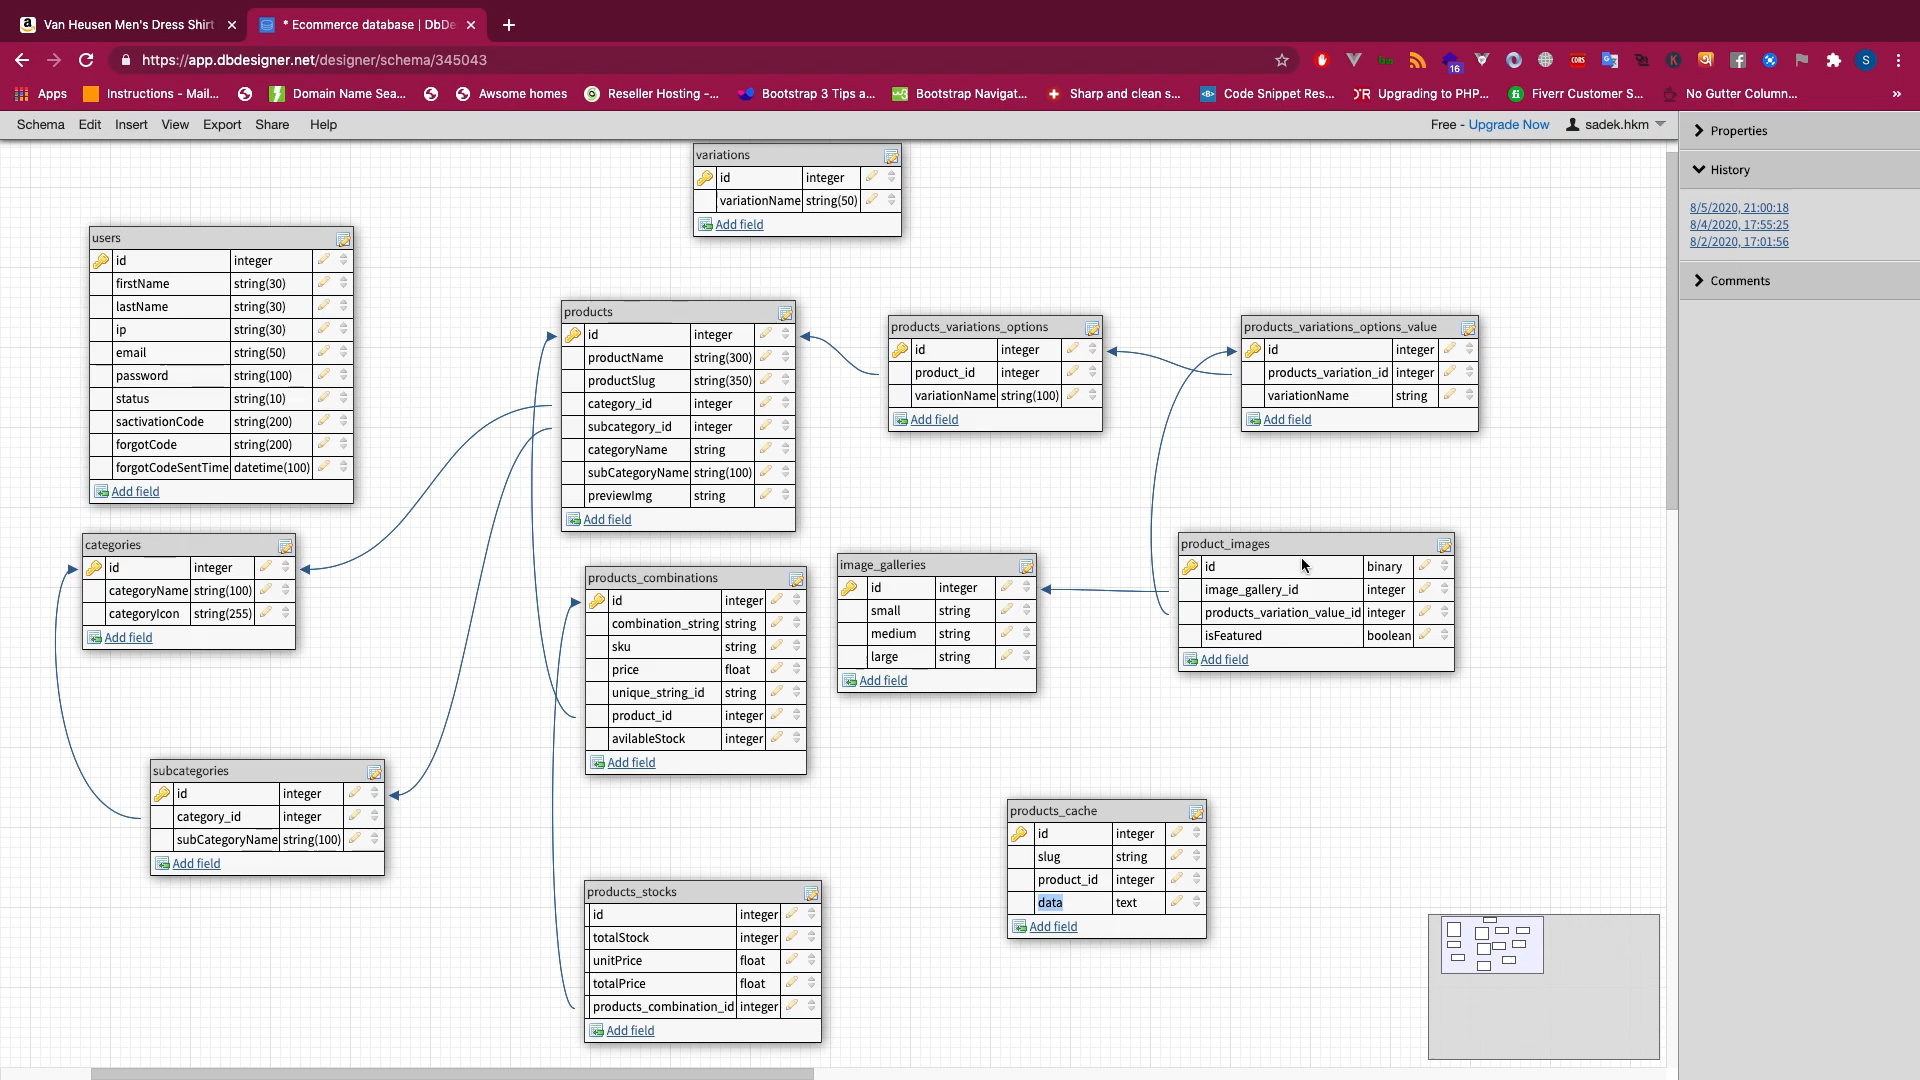 Van Heusen Men's Dress Shirt
* Ecommerce database | DbDe
https://app.dbdesigner.net/designer/schema/345043
16
CORS
K
S
Apps
Instructions - Mail...
Domain Name Sea...
Awsome homes
Reseller Hosting -...
Bootstrap 3 Tips a...
Bootstrap Navigat...
Sharp and clean s...
Code Snippet Res...
Upgrading to PHP...
Fiverr Customer S...
No Gutter Column...
»
Schema Edit Insert View Export Share Help
Free - Upgrade Now
sadek.hkm
Properties
History
8/5/2020, 21:00:18
8/4/2020, 17:55:25
8/2/2020, 17:01:56
Comments
variations
id integer
variationName string(50)
Add field
users
id integer
firstName string(30)
lastName string(30)
ip string(30)
email string(50)
password string(100)
status string(10)
sactivationCode string(200)
forgotCode string(200)
forgotCodeSentTime datetime(100)
Add field
products
id integer
productName string(300)
productSlug string(350)
category_id integer
subcategory_id integer
categoryName string
subCategoryName string(100)
previewImg string
Add field
products_variations_options
id integer
product_id integer
variationName string(100)
Add field
products_variations_options_value
id integer
products_variation_id integer
variationName string
Add field
categories
id integer
categoryName string(100)
categoryIcon string(255)
Add field
products_combinations
id integer
combination_string string
sku string
price float
unique_string_id string
product_id integer
avilableStock integer
Add field
image_galleries
id integer
small string
medium string
large string
Add field
product_images
id binary
image_gallery_id integer
products_variation_value_id integer
isFeatured boolean
Add field
subcategories
id integer
category_id integer
subCategoryName string(100)
Add field
products_cache
id integer
slug string
product_id integer
data text
Add field
products_stocks
id integer
totalStock integer
unitPrice float
totalPrice float
products_combination_id integer
Add field